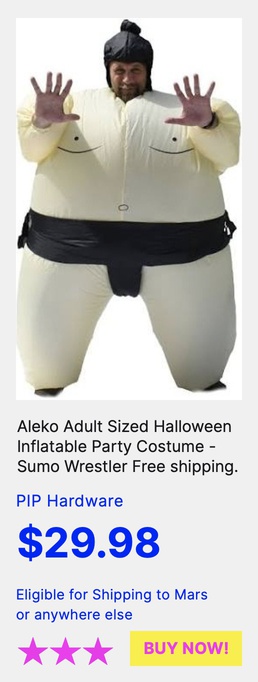 Aleko Adult Sized Halloween
Inflatable Party Costume -
Sumo Wrestler Free shipping.
PIP Hardware
$29.98
Eligible for Shipping to Mars
or anywhere else
BUY NOW!